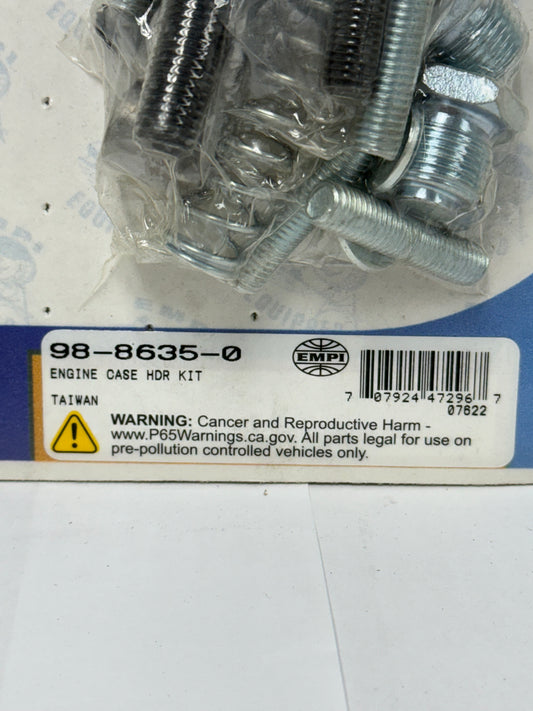 98-8635-0
ENGINE CASE HDR KIT
EMPI
7 07924 47296 7
07622
TAIWAN
WARNING: Cancer and Reproductive Harm -
www.P65Warnings.ca.gov. All parts legal for use on
pre-pollution controlled vehicles only.